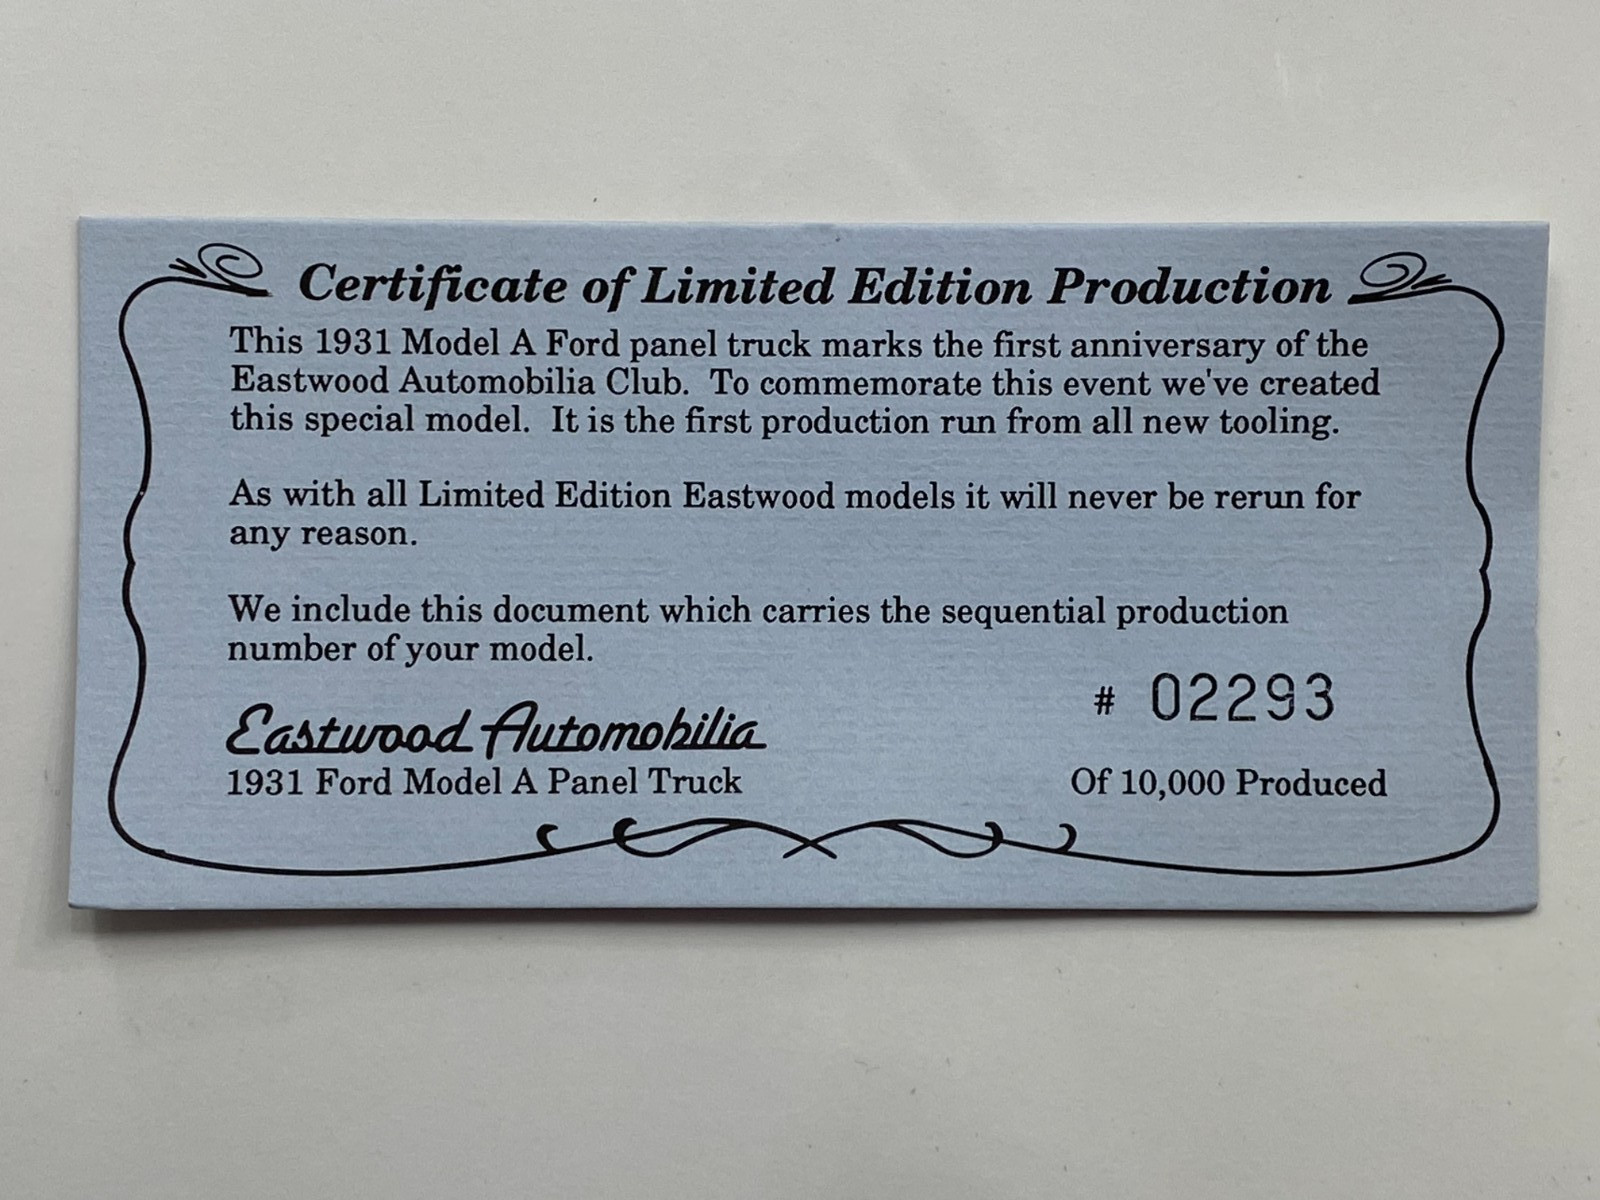 Certificate of Limited Edition Production
This 1931 Model A Ford panel truck marks the first anniversary of the
Eastwood Automobilia Club.  To commemorate this event we've created
this special model.  It is the first production run from all new tooling.
As with all Limited Edition Eastwood models it will never be rerun for
any reason.
We include this document which carries the sequential production
number of your model.
# 02293
Eastwood Automobilia
1931 Ford Model A Panel Truck
Of 10,000 Produced